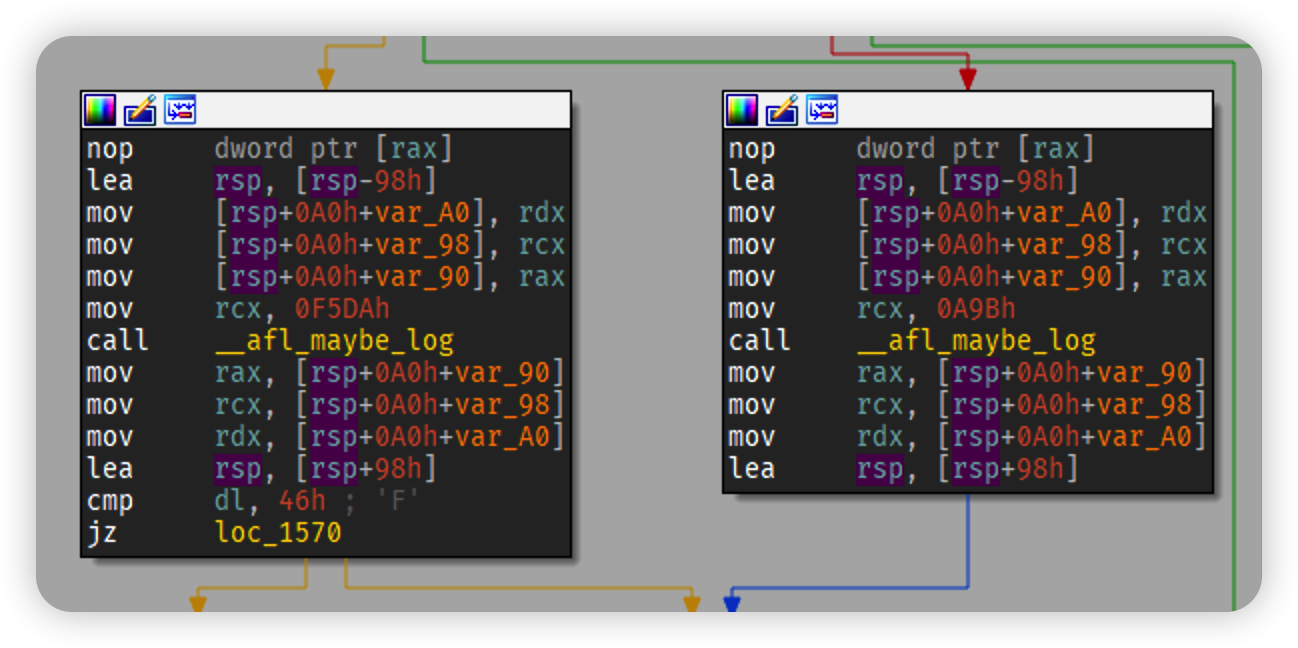 nop dword ptr [rax]
lea rsp, [rsp-98h]
mov [rsp+0A0h+var_A0], rdx
mov [rsp+0A0h+var_98], rcx
mov [rsp+0A0h+var_90], rax
mov rcx, 0F5DAh
call __afl_maybe_log
mov rax, [rsp+0A0h+var_90]
mov rcx, [rsp+0A0h+var_98]
mov rdx, [rsp+0A0h+var_A0]
lea rsp, [rsp+98h]
cmp dl, 46h ; 'F'
jz loc_1570
nop dword ptr [rax]
lea rsp, [rsp-98h]
mov [rsp+0A0h+var_A0], rdx
mov [rsp+0A0h+var_98], rcx
mov [rsp+0A0h+var_90], rax
mov rcx, 0A9Bh
call __afl_maybe_log
mov rax, [rsp+0A0h+var_90]
mov rcx, [rsp+0A0h+var_98]
mov rdx, [rsp+0A0h+var_A0]
lea rsp, [rsp+98h]